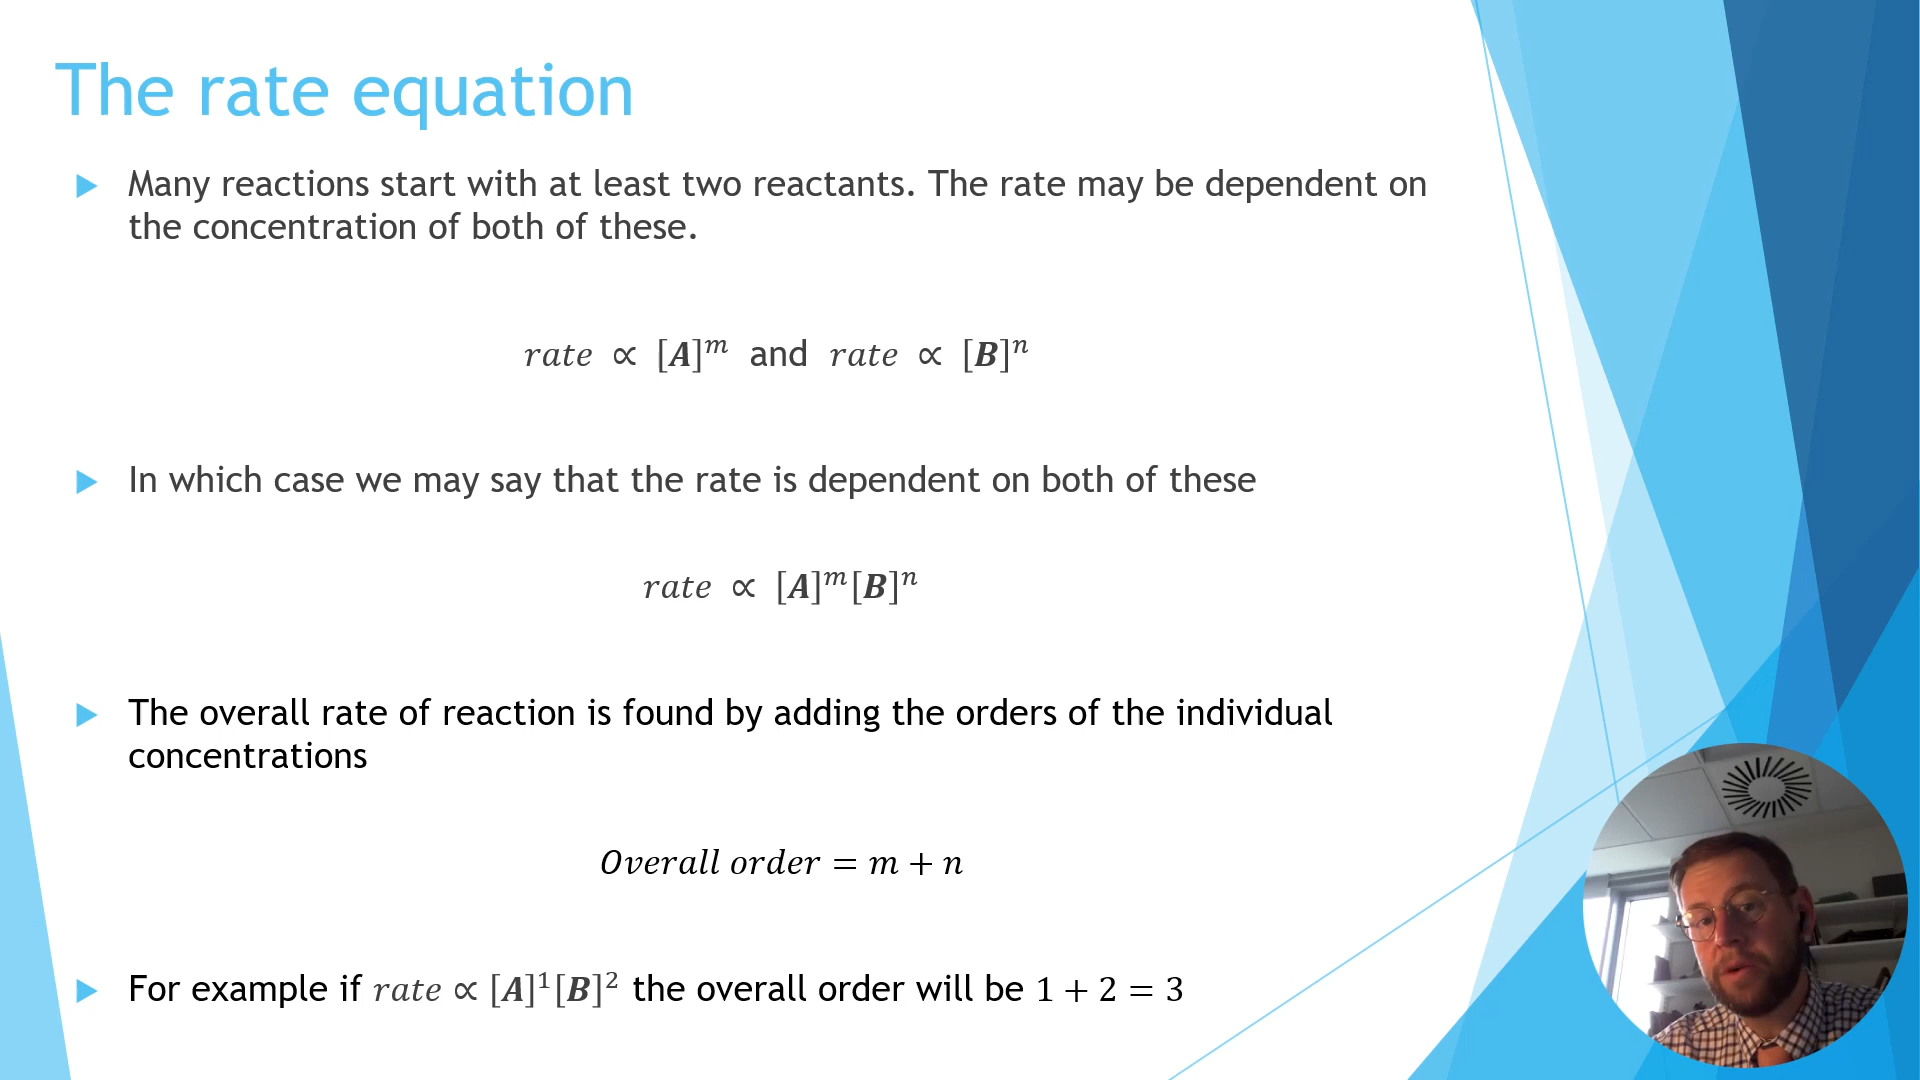 The rate equation
Many reactions start with at least two reactants. The rate may be dependent on
the concentration of both of these.
rate ∝ [A]ᵐ and rate ∝ [B]ⁿ
In which case we may say that the rate is dependent on both of these
rate ∝ [A]ᵐ[B]ⁿ
The overall rate of reaction is found by adding the orders of the individual
concentrations
Overall order = m + n
For example if rate ∝ [A]¹[B]² the overall order will be 1 + 2 = 3